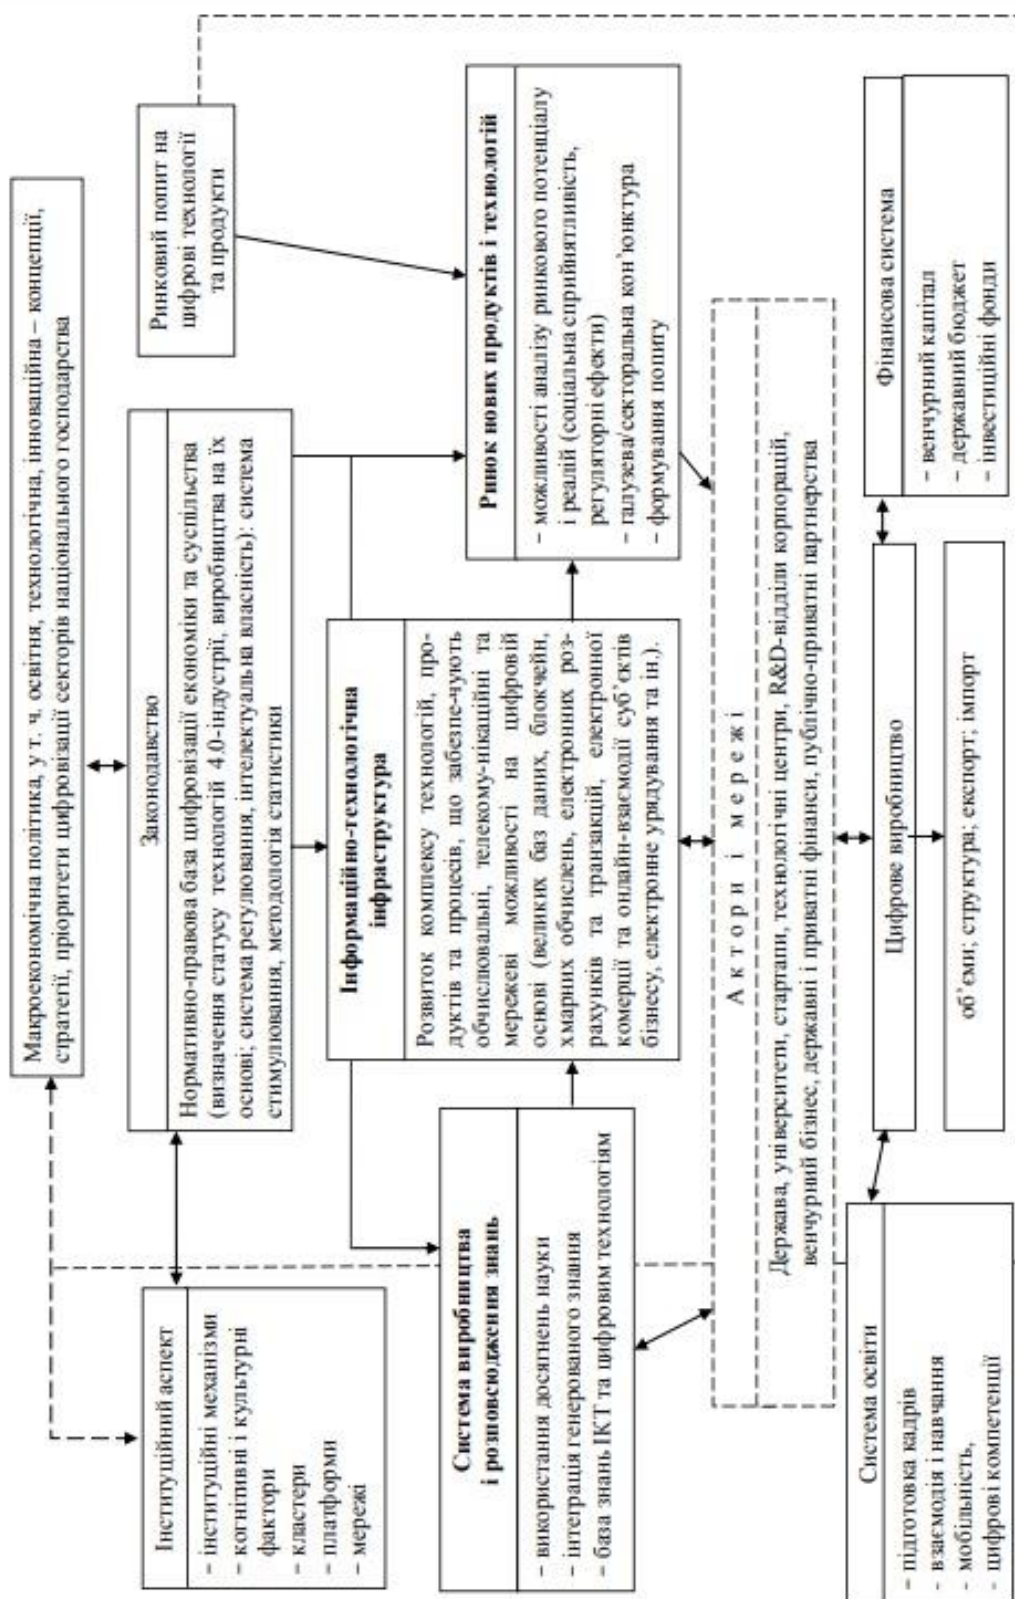 Макроекономічна політика, у т. ч. освітня, технологічна, інноваційна – концепції,
стратегії, пріоритети цифровізації секторів національного господарства
Інституційний аспект
– інституційні механізми
– когнітивні і культурні
фактори
– кластери
– платформи
– мережі
Законодавство
Нормативно-правова база цифровізації економіки та суспільства
(визначення статусу технологій 4.0-індустрії, виробництва на їх
основі; система регулювання, інтелектуальна власність): система
стимулювання, методологія статистики
Ринковий попит на
цифрові технології
та продукти
Система виробництва
і розповсюдження знань
– використання досягнень науки
– інтеграція генерованого знання
– база знань ІКТ та цифровим технологіям
Інформаційно-технологічна
інфраструктура
Розвиток комплексу технологій, про-
дуктів та процесів, що забезпе-чують
обчислювальні, телекому-нікаційні та
мережеві можливості на цифровій
основі (великих баз даних, блокчейн,
хмарних обчислень, електронних роз-
рахунків та транзакцій, електронної
комерції та онлайн-взаємодії суб`єктів
бізнесу, електронне урядування та ін.).
Ринок нових продуктів і технологій
– можливості аналізу ринкового потенціалу
і реалій (соціальна сприйнятливість,
регуляторні ефекти)
– галузева/секторальна кон`юнктура
– формування попиту
Актори і мережі
Держава, університети, стартапи, технологічні центри, R&D-відділи корпорацій,
венчурний бізнес, державні і приватні фінанси, публічно-приватні партнерства
Система освіти
– підготовка кадрів
– взаємодія і навчання
– мобільність,
– цифрові компетенції
Цифрове виробництво
об`єми; структура; експорт; імпорт
Фінансова система
– венчурний капітал
– державний бюджет
– інвестиційні фонди